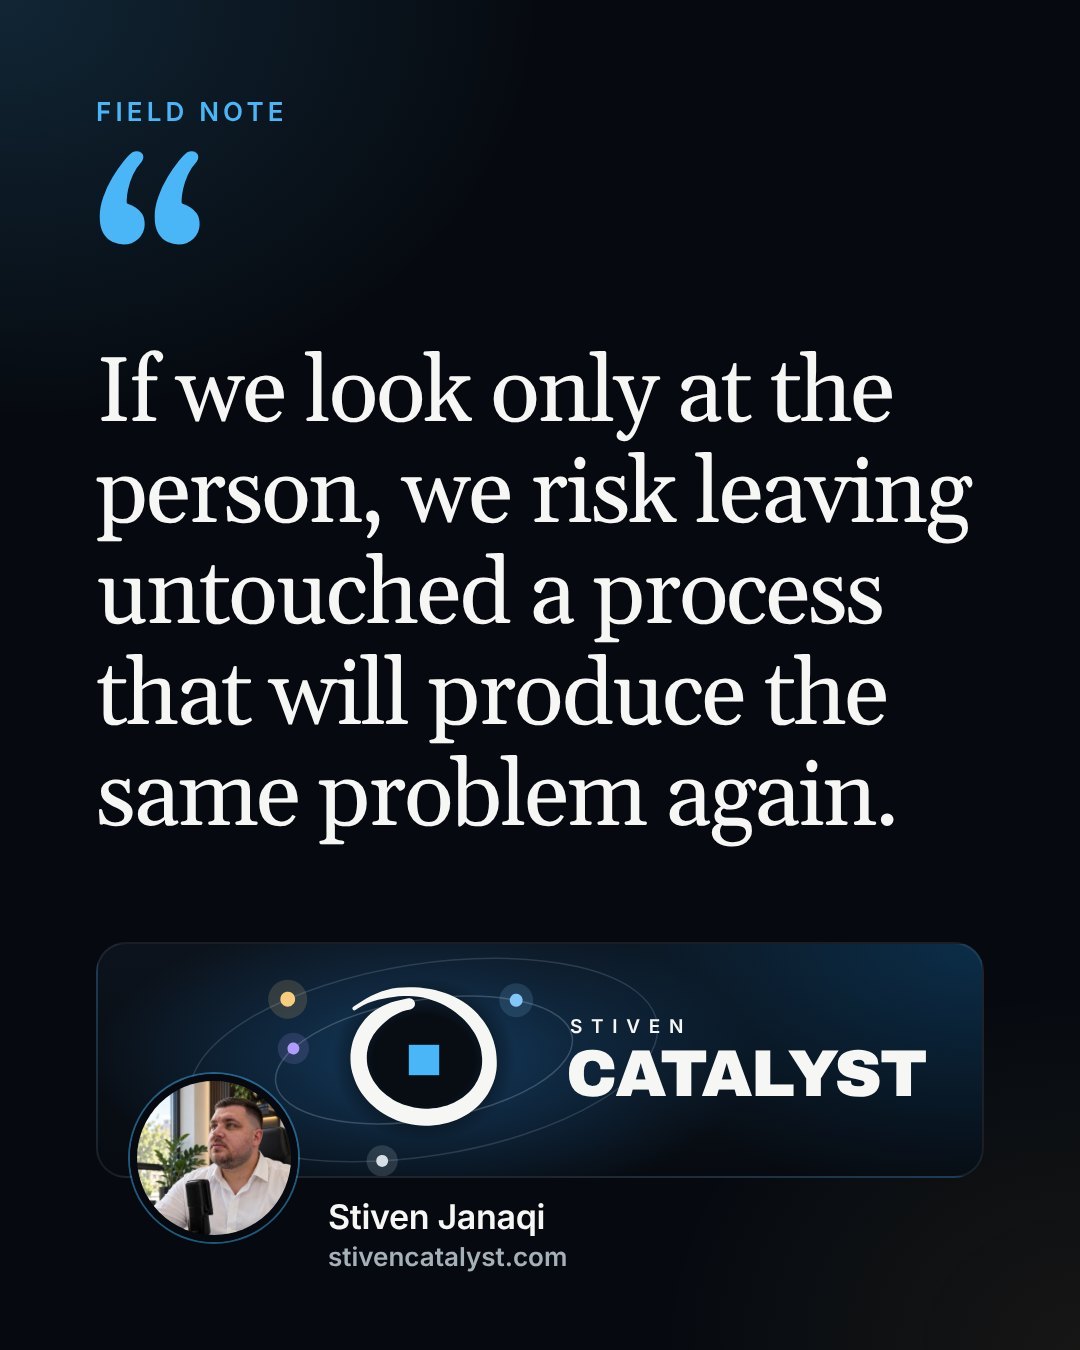 FIELD NOTE
“
If we look only at the
person, we risk leaving
untouched a process
that will produce the
same problem again.
STIVEN
CATALYST
Stiven Janaqi
stivencatalyst.com